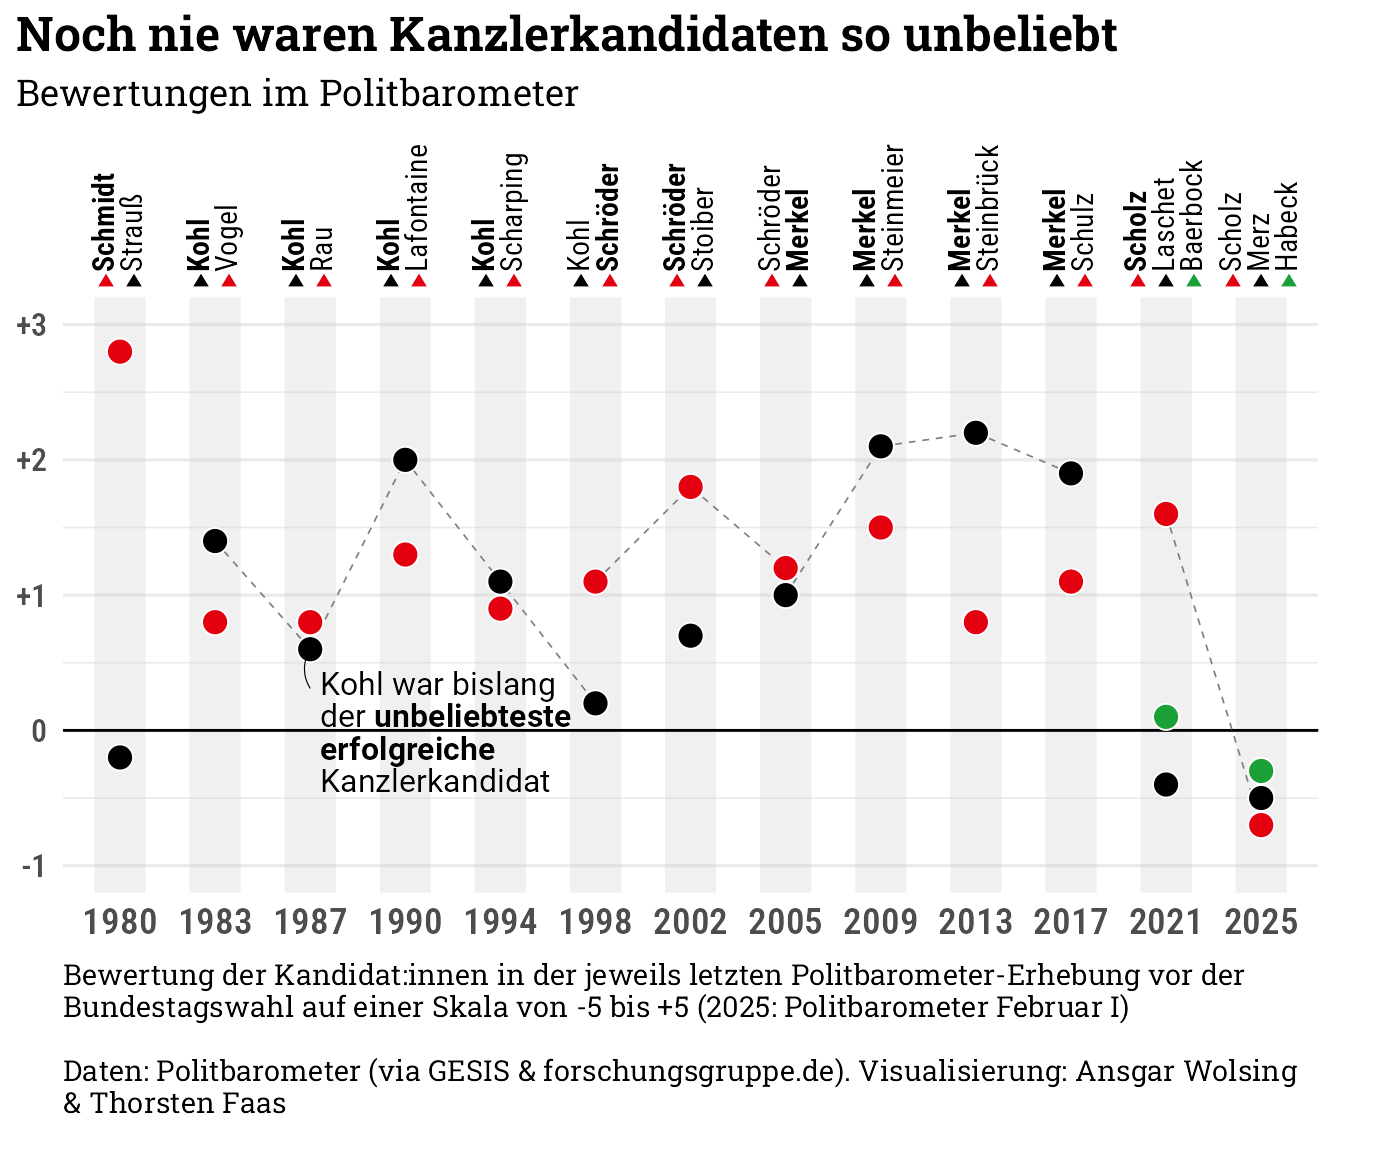 Noch nie waren Kanzlerkandidaten so unbeliebt
Bewertungen im Politbarometer
Schmidt
Strauß
Kohl
Vogel
Kohl
Rau
Kohl
Lafontaine
Kohl
Scharping
Kohl
Schröder
Schröder
Stoiber
Schröder
Merkel
Merkel
Steinmeier
Merkel
Steinbrück
Merkel
Schulz
Scholz
Laschet
Baerbock
Scholz
Merz
Habeck
+3
+2
+1
0
-1
Kohl war bislang
der unbeliebteste
erfolgreiche
Kanzlerkandidat
1980 1983 1987 1990 1994 1998 2002 2005 2009 2013 2017 2021 2025
Bewertung der Kandidat:innen in der jeweils letzten Politbarometer-Erhebung vor der
Bundestagswahl auf einer Skala von -5 bis +5 (2025: Politbarometer Februar I)
Daten: Politbarometer (via GESIS & forschungsgruppe.de). Visualisierung: Ansgar Wolsing
& Thorsten Faas